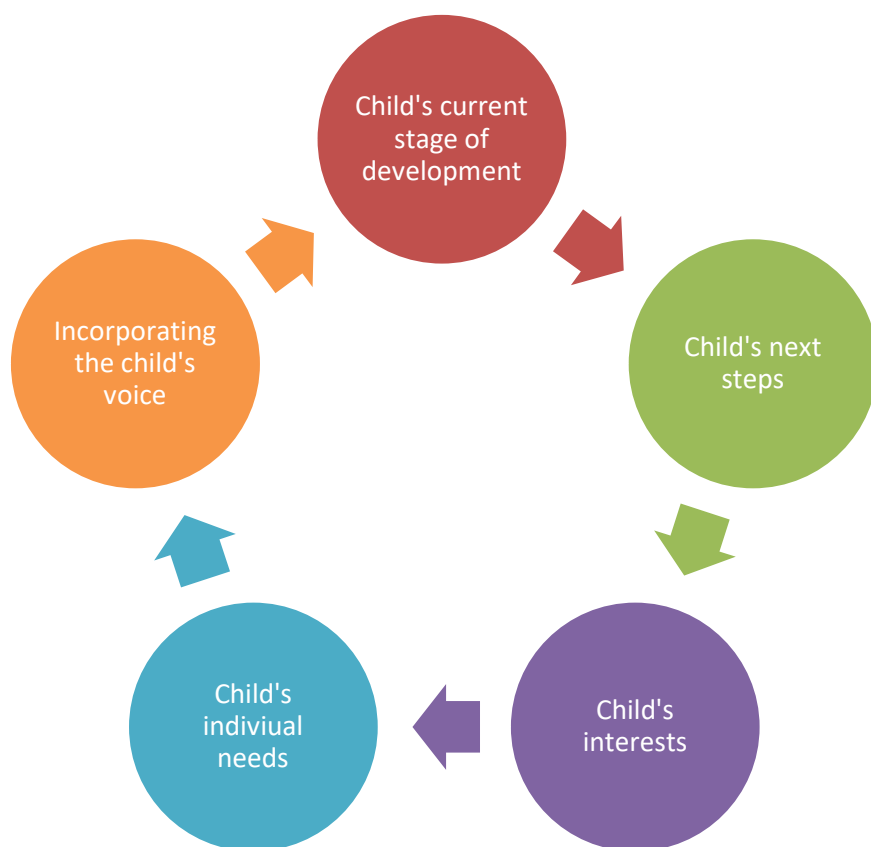 Child's current
stage of
development
Child's next
steps
Child's
interests
Child's
indiviual
needs
Incorporating
the child's
voice